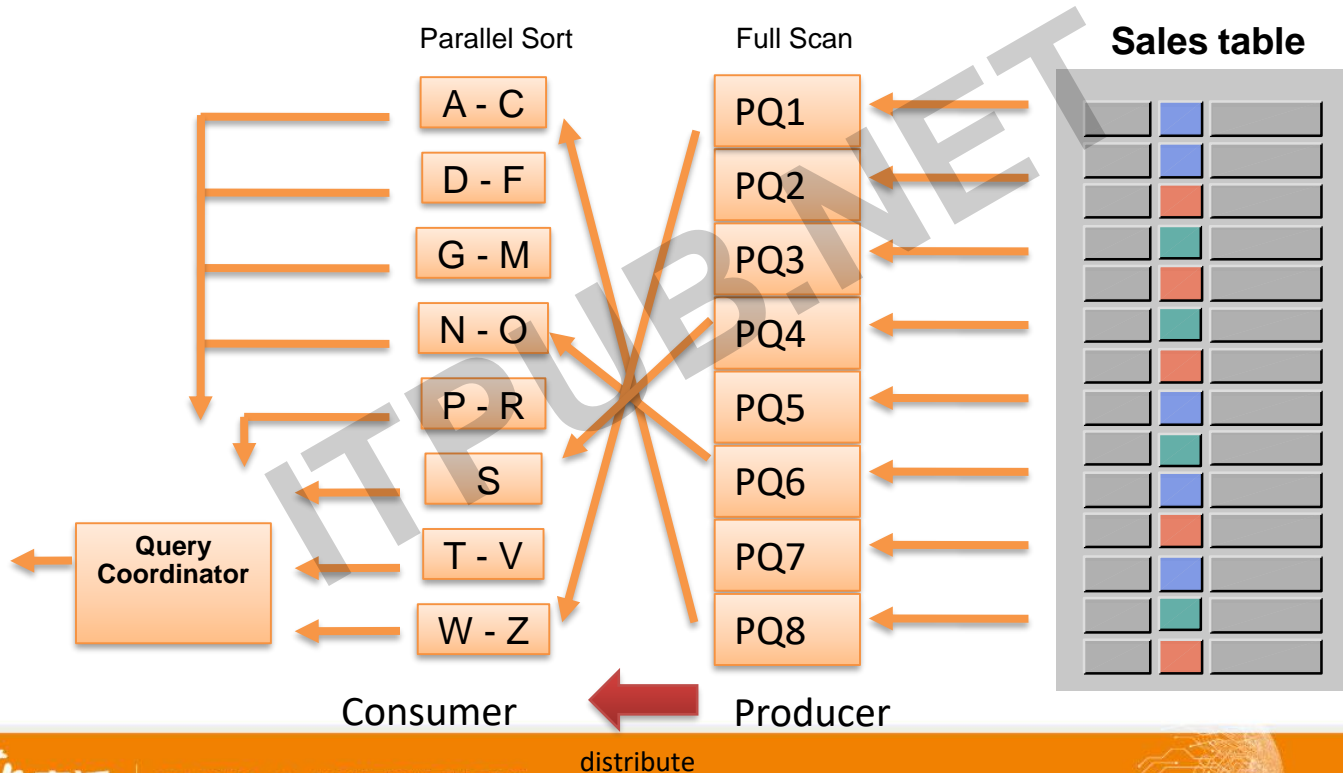 Parallel Sort
Full Scan
Sales table
A - C
D - F
G - M
N - O
P - R
S
T - V
W - Z
PQ1
PQ2
PQ3
PQ4
PQ5
PQ6
PQ7
PQ8
Query
Coordinator
Consumer
Producer
distribute
ITPUB.NET